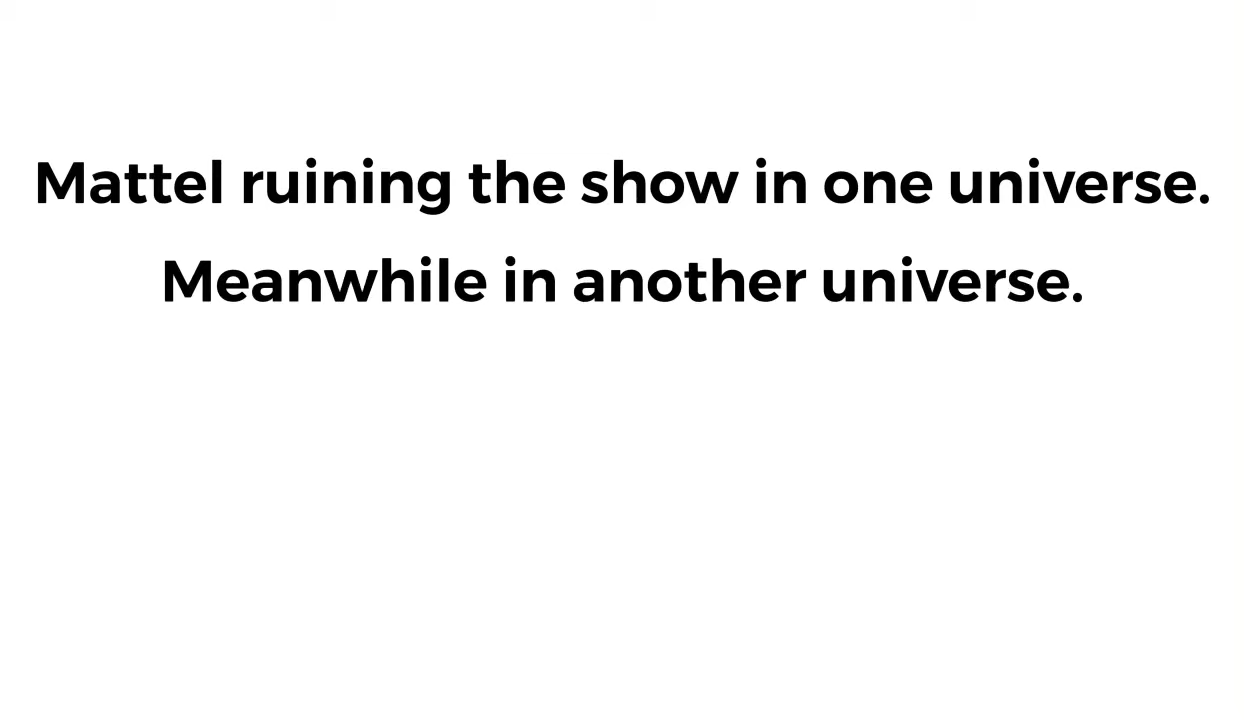 Mattel ruining the show in one universe.
Meanwhile in another universe.